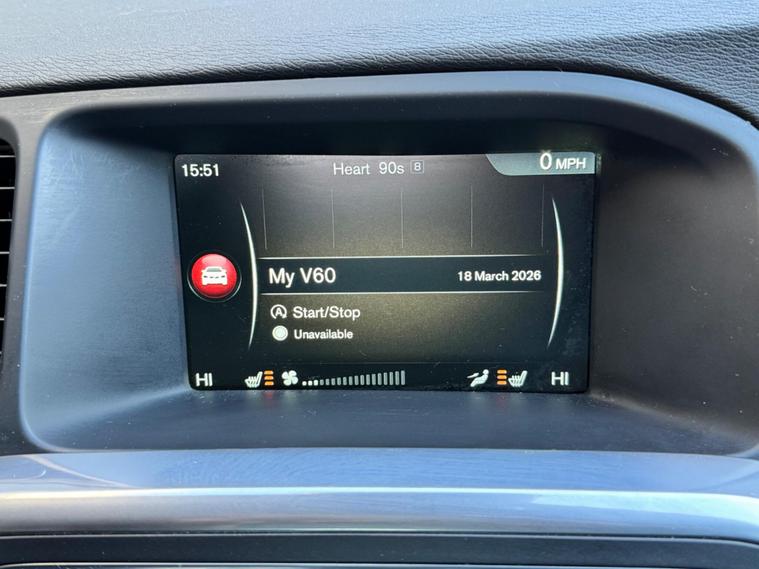 15:51 Heart 90s 8 0 MPH
My V60 18 March 2026
A Start/Stop
Unavailable
HI HI